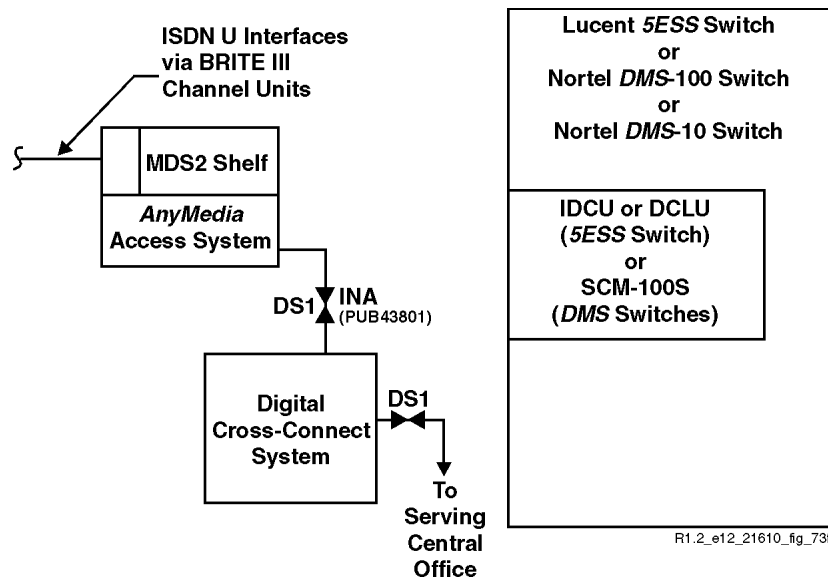 ISDN U Interfaces
via BRITE III
Channel Units
MDS2 Shelf
AnyMedia
Access System
DS1
INA
(PUB43801)
Digital
Cross-Connect
System
DS1
To
Serving
Central
Office
Lucent 5ESS Switch
or
Nortel DMS-100 Switch
or
Nortel DMS-10 Switch
IDCU or DCLU
(5ESS Switch)
or
SCM-100S
(DMS Switches)